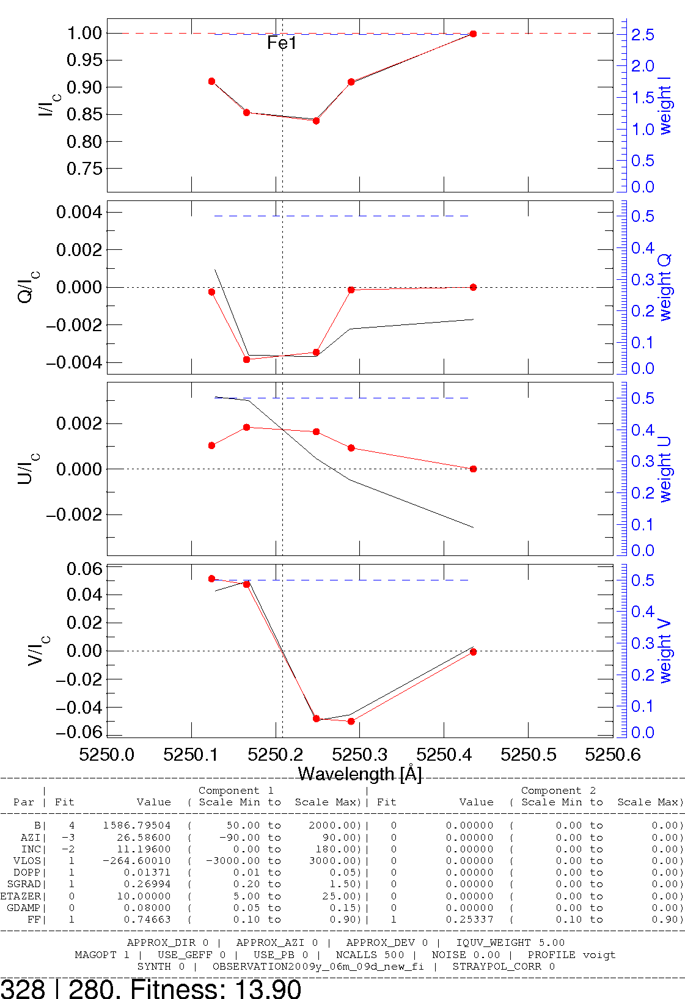 1.00
0.95
0.90
0.85
0.80
0.75
I/I_C
Fe1
2.5
2.0
1.5
1.0
0.5
0.0
weight I
0.004
0.002
0.000
−0.002
−0.004
Q/I_C
0.5
0.4
0.3
0.2
0.1
0.0
weight Q
0.002
0.000
−0.002
U/I_C
0.5
0.4
0.3
0.2
0.1
0.0
weight U
0.06
0.04
0.02
0.00
−0.02
−0.04
−0.06
V/I_C
0.5
0.4
0.3
0.2
0.1
0.0
weight V
5250.0 5250.1 5250.2 5250.3 5250.4 5250.5 5250.6
Wavelength [Å]
| Component 1 | Component 2
Par | Fit Value ( Scale Min to Scale Max)| Fit Value ( Scale Min to Scale Max)
B| 4 1586.79504 ( 50.00 to 2000.00)| 0 0.00000 ( 0.00 to 0.00)
AZI| −3 26.58600 ( −90.00 to 90.00)| 0 0.00000 ( 0.00 to 0.00)
INC| −2 11.19600 ( 0.00 to 180.00)| 0 0.00000 ( 0.00 to 0.00)
VLOS| 1 −264.60010 ( −3000.00 to 3000.00)| 0 0.00000 ( 0.00 to 0.00)
DOPP| 1 0.01371 ( 0.01 to 0.05)| 0 0.00000 ( 0.00 to 0.00)
SGRAD| 1 0.26994 ( 0.20 to 1.50)| 0 0.00000 ( 0.00 to 0.00)
ETAZER| 0 10.00000 ( 5.00 to 25.00)| 0 0.00000 ( 0.00 to 0.00)
GDAMP| 0 0.08000 ( 0.05 to 0.15)| 0 0.00000 ( 0.00 to 0.00)
FF| 1 0.74663 ( 0.10 to 0.90)| 1 0.25337 ( 0.10 to 0.90)
APPROX_DIR 0 | APPROX_AZI 0 | APPROX_DEV 0 | IQUV_WEIGHT 5.00
MAGOPT 1 | USE_GEFF 0 | USE_PB 0 | NCALLS 500 | NOISE 0.00 | PROFILE voigt
SYNTH 0 | OBSERVATION2009y_06m_09d_new_fi | STRAYPOL_CORR 0
328 | 280. Fitness: 13.90